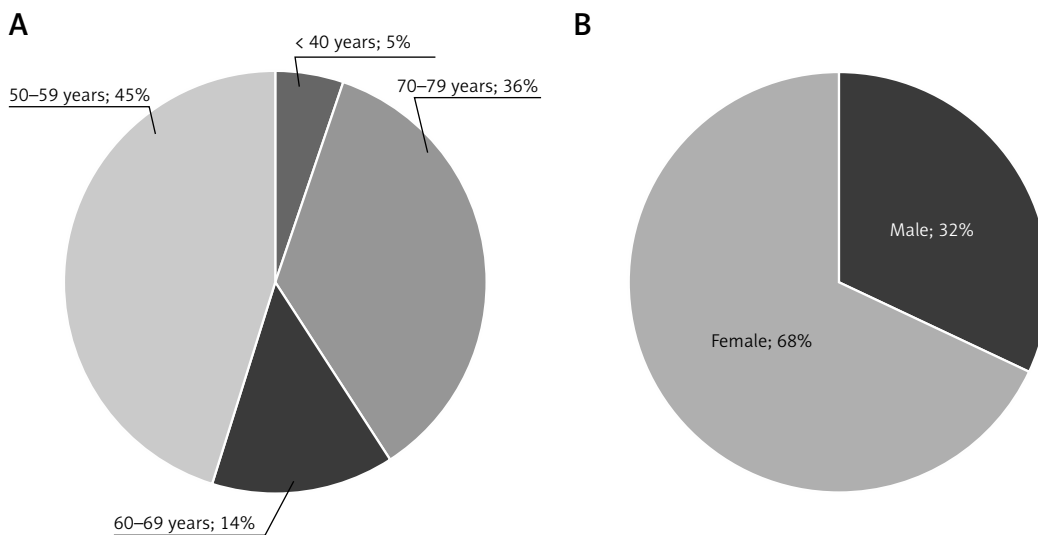 A
B
< 40 years; 5%
50–59 years; 45%
70–79 years; 36%
Male; 32%
Female; 68%
60–69 years; 14%